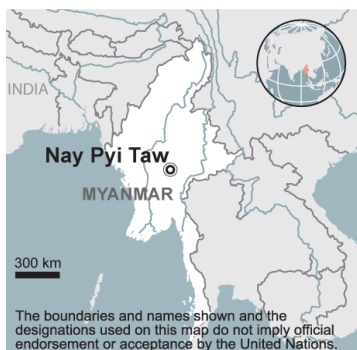 INDIA
Nay Pyi Taw
MYANMAR
300 km
The boundaries and names shown and the
designations used on this map do not imply official
endorsement or acceptance by the United Nations.